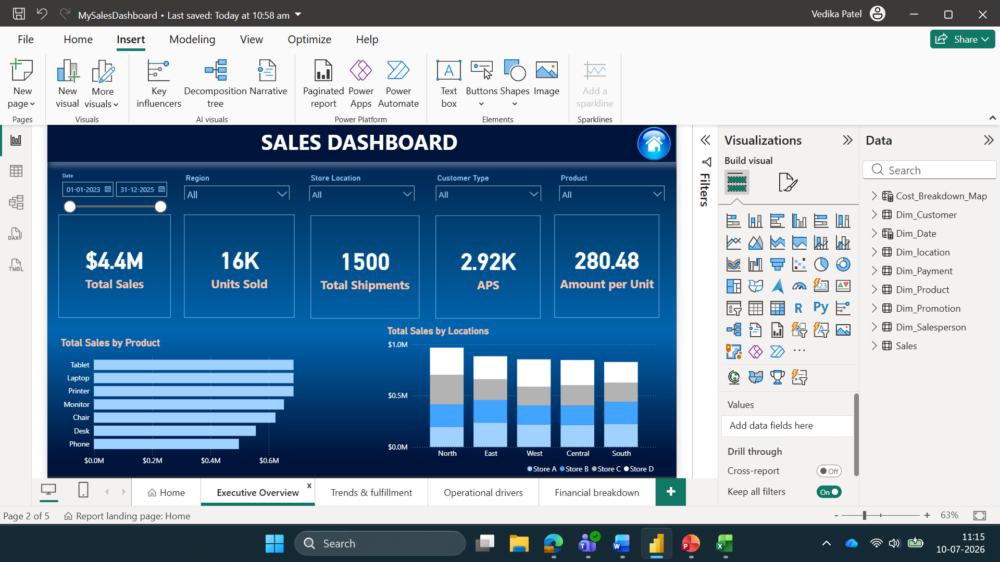 MySalesDashboard • Last saved: Today at 10:58 am
Vedika Patel
File Home Insert Modeling View Optimize Help
Share
New page
Pages
New visual
More visuals
Visuals
Key influencers
Decomposition tree
Narrative
AI visuals
Paginated report
Power Apps
Power Automate
Power Platform
Text box
Buttons
Shapes
Image
Elements
Add a sparkline
Sparklines
DAX
TMDL
SALES DASHBOARD
Date
01-01-2023
31-12-2025
Region
All
Store Location
All
Customer Type
All
Product
All
$4.4M
Total Sales
16K
Units Sold
1500
Total Shipments
2.92K
APS
280.48
Amount per Unit
Total Sales by Product
Tablet
Laptop
Printer
Monitor
Chair
Desk
Phone
$0.0M $0.2M $0.4M $0.6M
Total Sales by Locations
$1.0M
$0.5M
$0.0M
North East West Central South
Store A Store B Store C Store D
Filters
Visualizations
Build visual
123
R
Py
Values
Add data fields here
Drill through
Cross-report
Off
Keep all filters
On
Data
Search
Cost_Breakdown_Map
Dim_Customer
Dim_Date
Dim_location
Dim_Payment
Dim_Product
Dim_Promotion
Dim_Salesperson
Sales
Home
Executive Overview
x
Trends & fulfillment
Operational drivers
Financial breakdown
+
Page 2 of 5
Report landing page: Home
- + 63%
Search
11:15
10-07-2026